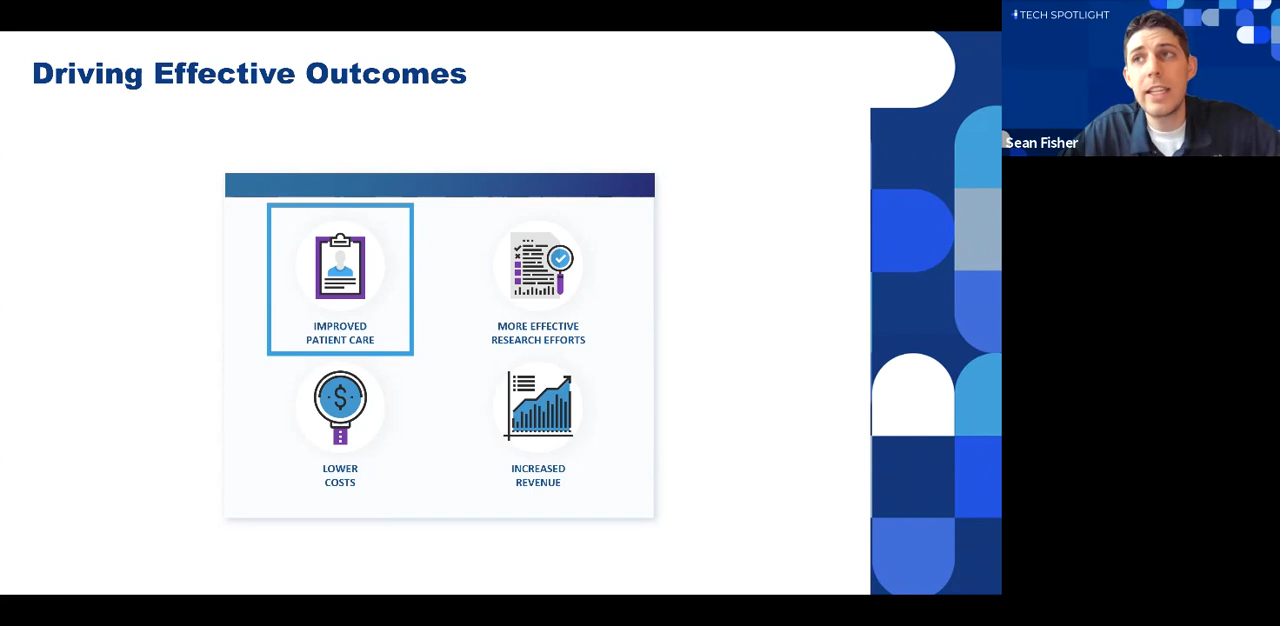 Driving Effective Outcomes
TECH SPOTLIGHT
Sean Fisher
IMPROVED
PATIENT CARE
MORE EFFECTIVE
RESEARCH EFFORTS
$
LOWER
COSTS
INCREASED
REVENUE